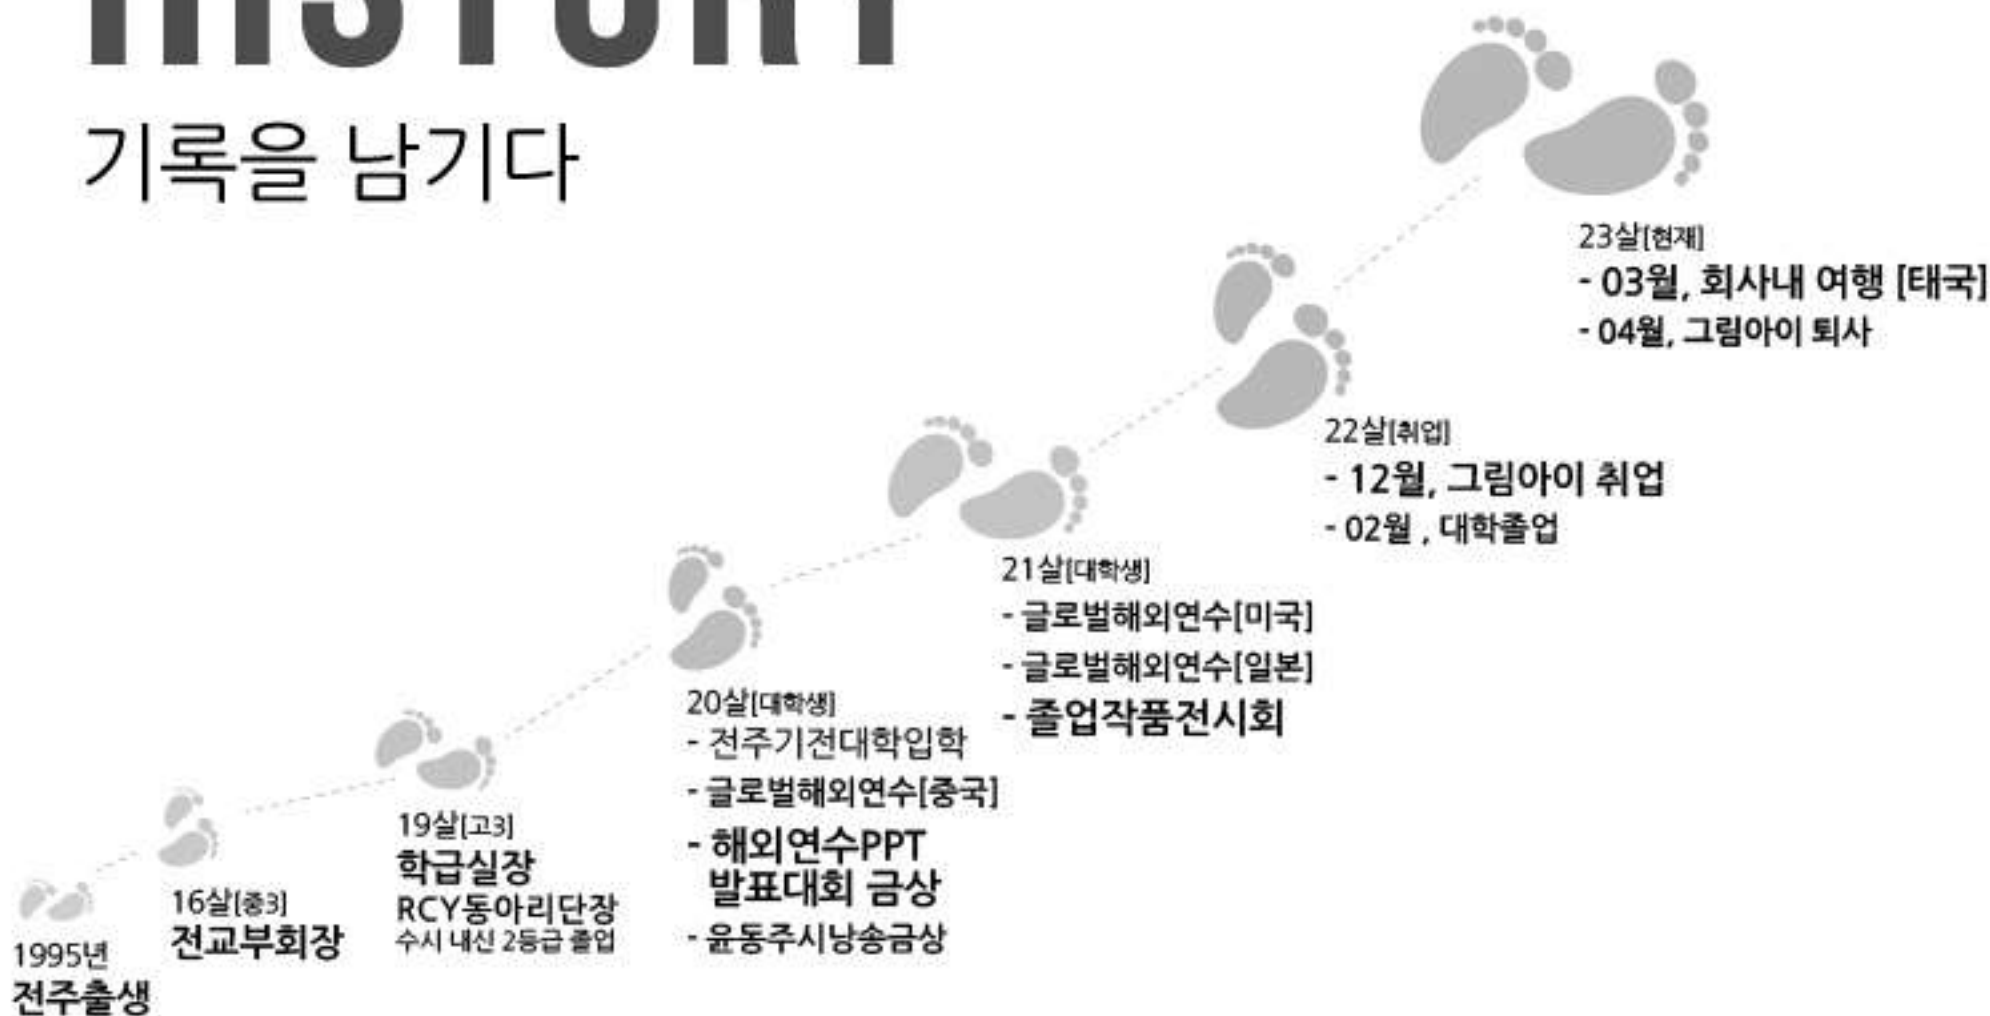 HISTORY
기록을 남기다
1995년
전주출생
16살[중3]
전교부회장
19살[고3]
학급실장
RCY동아리단장
수시 내신 2등급 졸업
20살[대학생]
- 전주기전대학입학
- 글로벌해외연수[중국]
- 해외연수PPT
발표대회 금상
- 윤동주시낭송금상
21살[대학생]
- 글로벌해외연수[미국]
- 글로벌해외연수[일본]
- 졸업작품전시회
22살[취업]
- 12월, 그림아이 취업
- 02월 , 대학졸업
23살[현재]
- 03월, 회사내 여행 [태국]
- 04월, 그림아이 퇴사